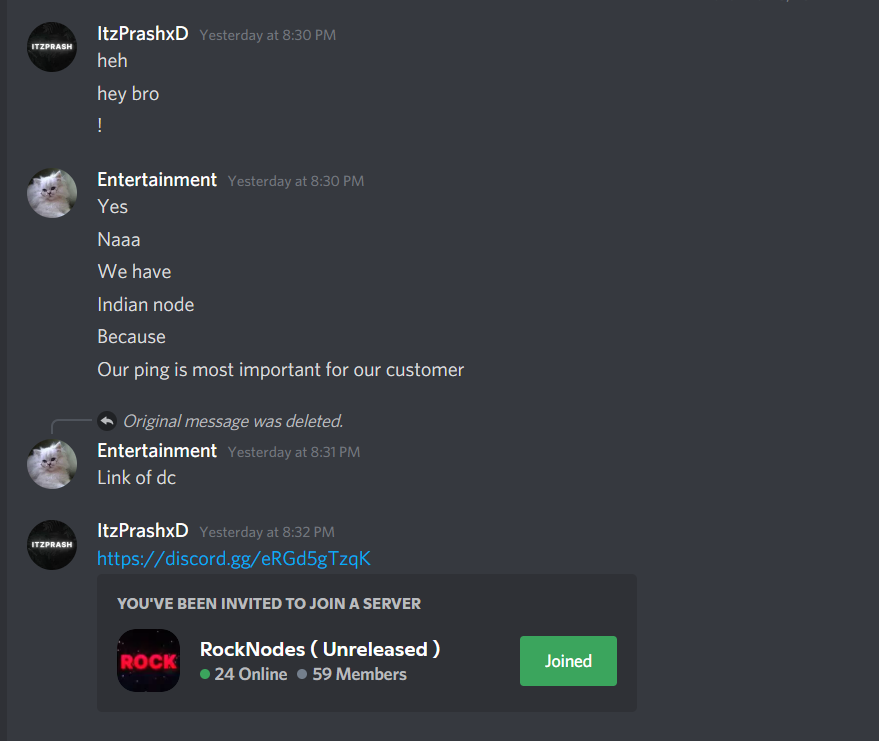 ITZPRASH
ItzPrashxD Yesterday at 8:30 PM
heh
hey bro
!
Entertainment Yesterday at 8:30 PM
Yes
Naaa
We have
Indian node
Because
Our ping is most important for our customer
Original message was deleted.
Entertainment Yesterday at 8:31 PM
Link of dc
ITZPRASH
ItzPrashxD Yesterday at 8:32 PM
https://discord.gg/eRGd5gTzqK
YOU'VE BEEN INVITED TO JOIN A SERVER
ROCK
RockNodes ( Unreleased )
24 Online 59 Members
Joined